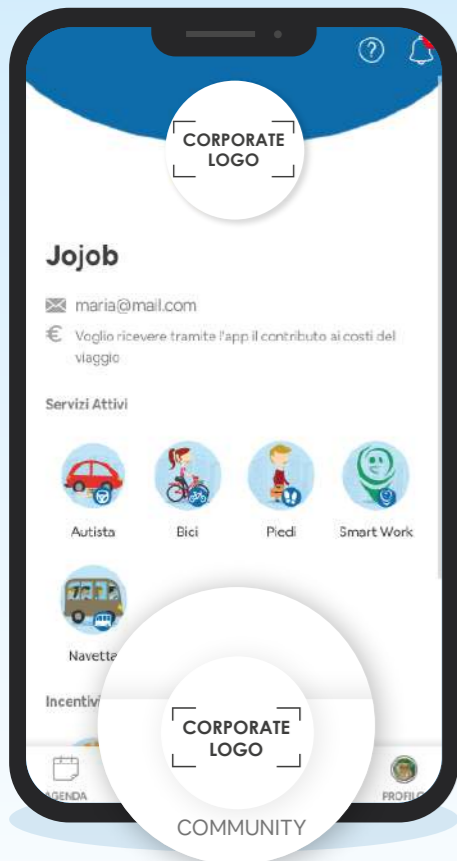 CORPORATE
LOGO
Jojob
maria@mail.com
€ Voglio ricevere tramite l'app il contributo ai costi del
viaggio
Servizi Attivi
Autista Bici Piedi Smart Work
Navetta
Incentivi
CORPORATE
LOGO
AGENDA COMMUNITY PROFILO